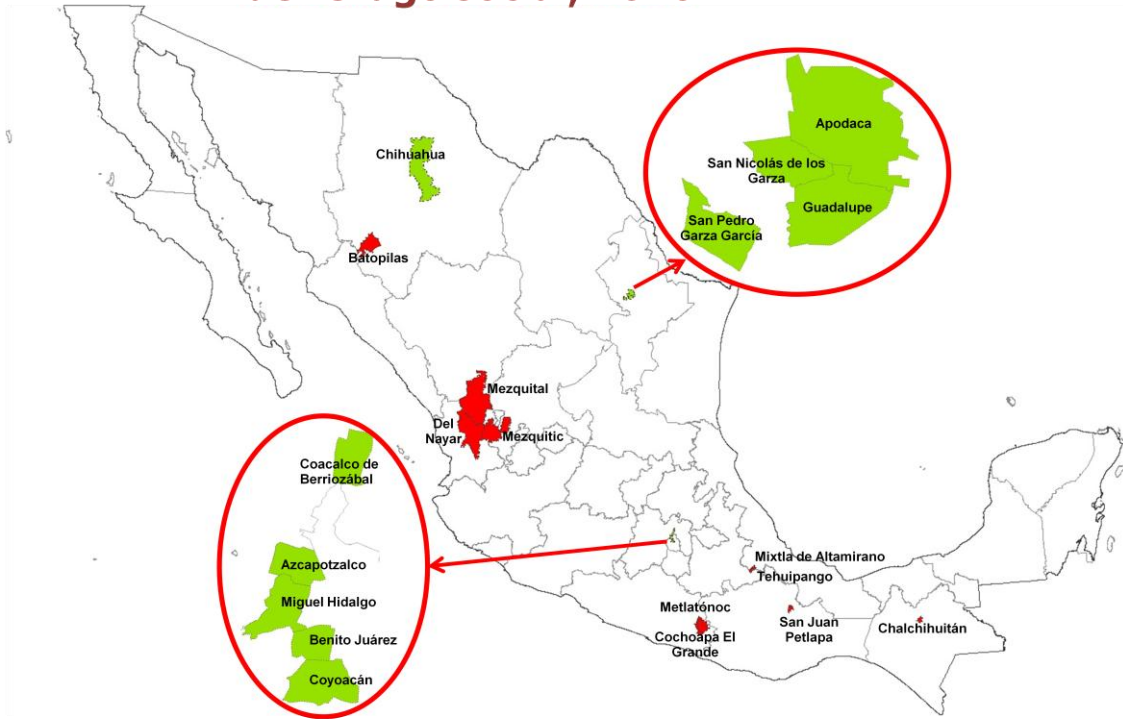 Chihuahua
Batopilas
Apodaca
San Nicolás de los
Garza
Guadalupe
San Pedro
Garza García
Mezquital
Del
Nayar
Mezquitic
Coacalco de
Berriozábal
Azcapotzalco
Miguel Hidalgo
Benito Juárez
Coyoacán
Mixtla de Altamirano
Tehuipango
Metlatónoc
Cochoapa El
Grande
San Juan
Petlapa
Chalchihuitán